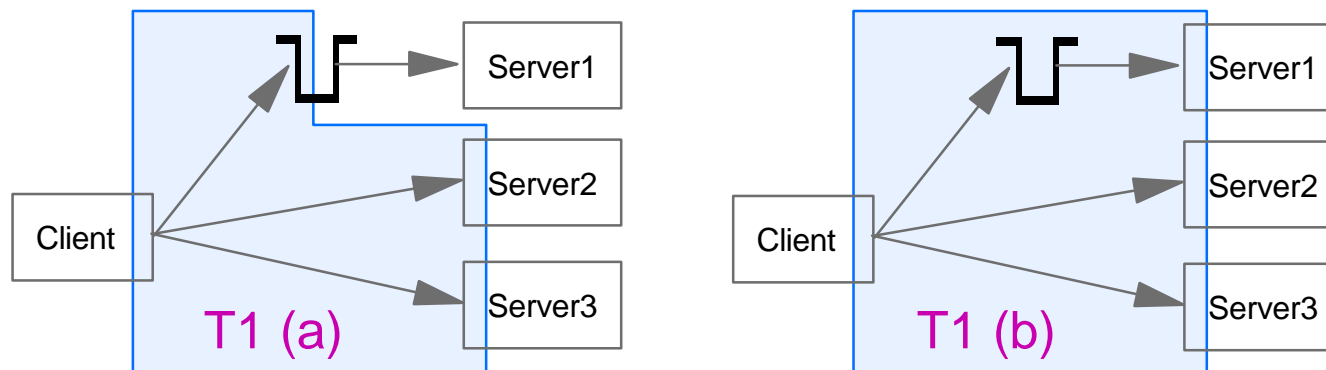 Server1
Server2
Client
Server3
T1 (a)
Server1
Server2
Client
Server3
T1 (b)